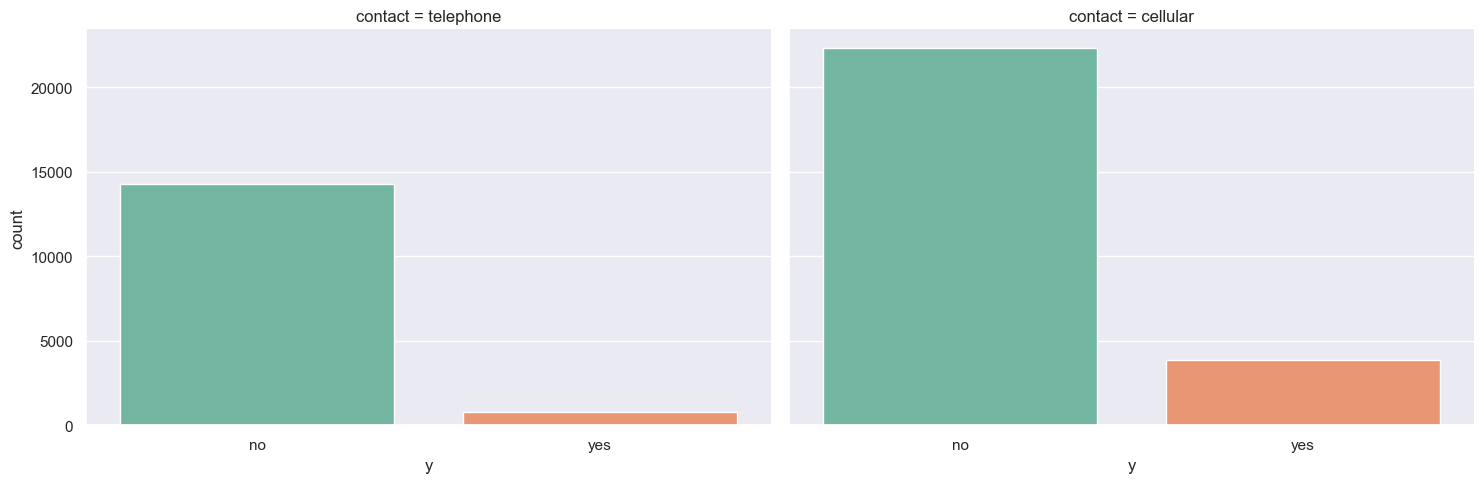 contact = telephone
contact = cellular
count
20000
15000
10000
5000
0
no
yes
no
yes
y
y